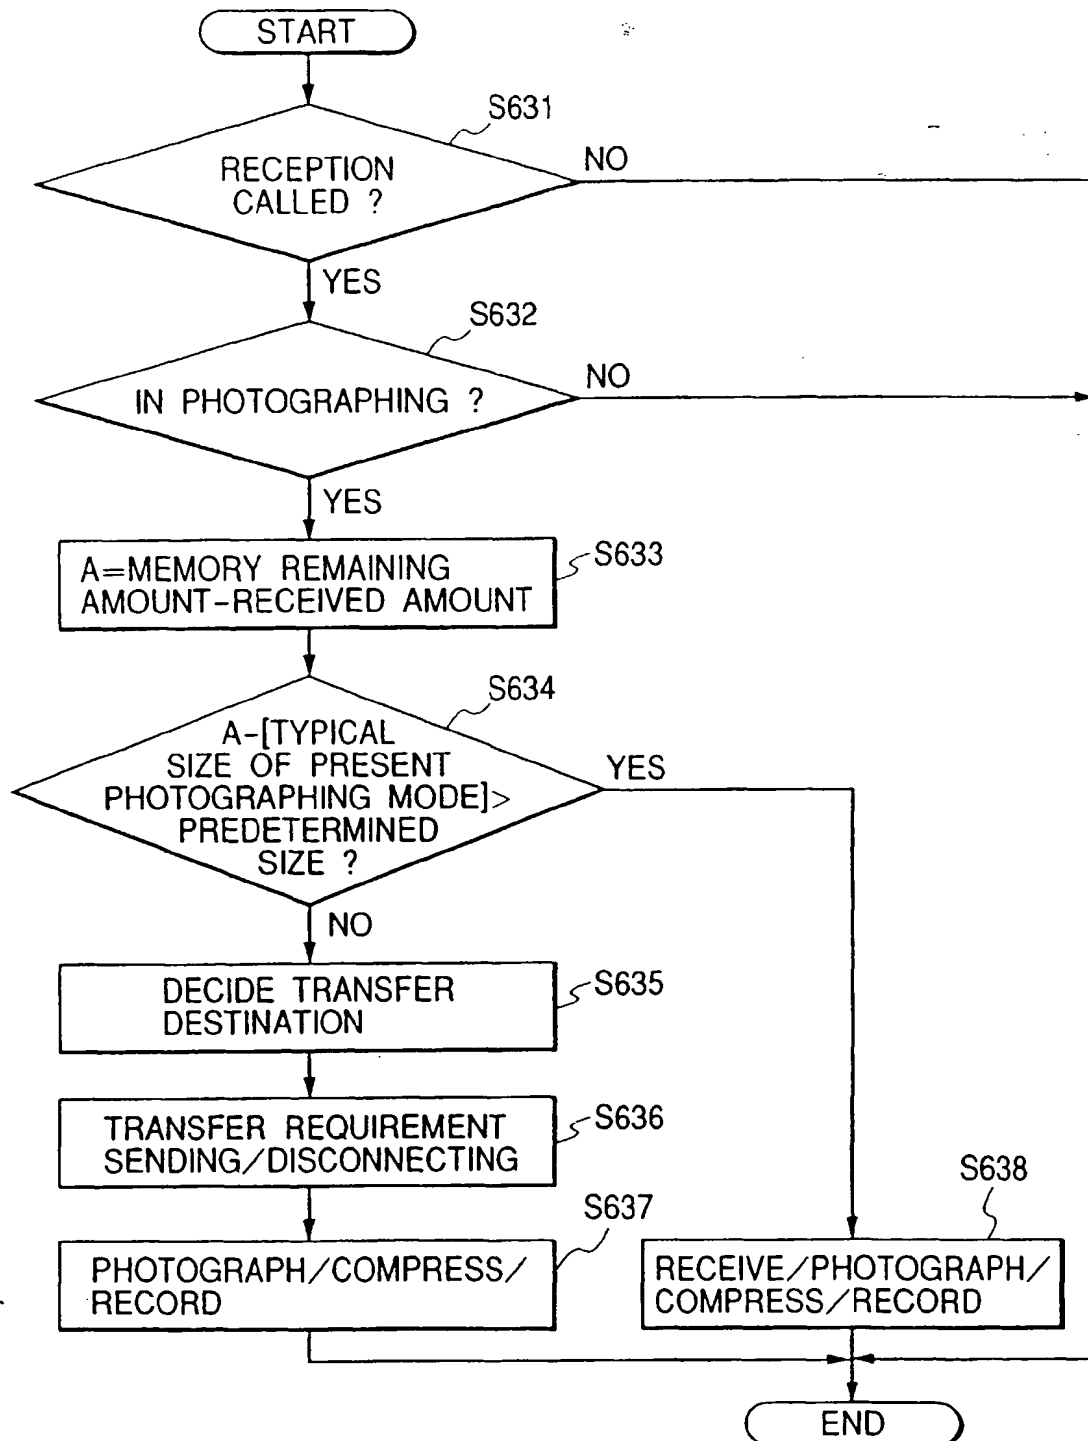 START
S631
RECEPTION
CALLED ?
NO
YES
S632
IN PHOTOGRAPHING ?
NO
YES
S633
A=MEMORY REMAINING
AMOUNT-RECEIVED AMOUNT
S634
A-[TYPICAL
SIZE OF PRESENT
PHOTOGRAPHING MODE]>
PREDETERMINED
SIZE ?
YES
NO
S635
DECIDE TRANSFER
DESTINATION
S636
TRANSFER REQUIREMENT
SENDING/DISCONNECTING
S637
PHOTOGRAPH/COMPRESS/
RECORD
S638
RECEIVE/PHOTOGRAPH/
COMPRESS/RECORD
END